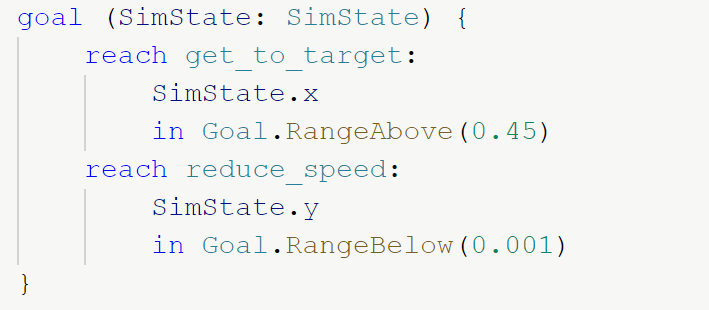 goal (SimState: SimState) {
    reach get_to_target:
        SimState.x
        in Goal.RangeAbove(0.45)
    reach reduce_speed:
        SimState.y
        in Goal.RangeBelow(0.001)
}